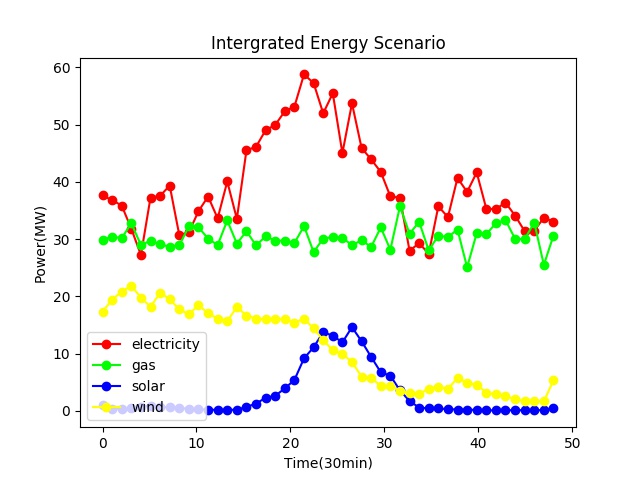 Intergrated Energy Scenario
60
50
40
30
20
10
0
Power(MW)
electricity
gas
solar
wind
0 10 20 30 40 50
Time(30min)